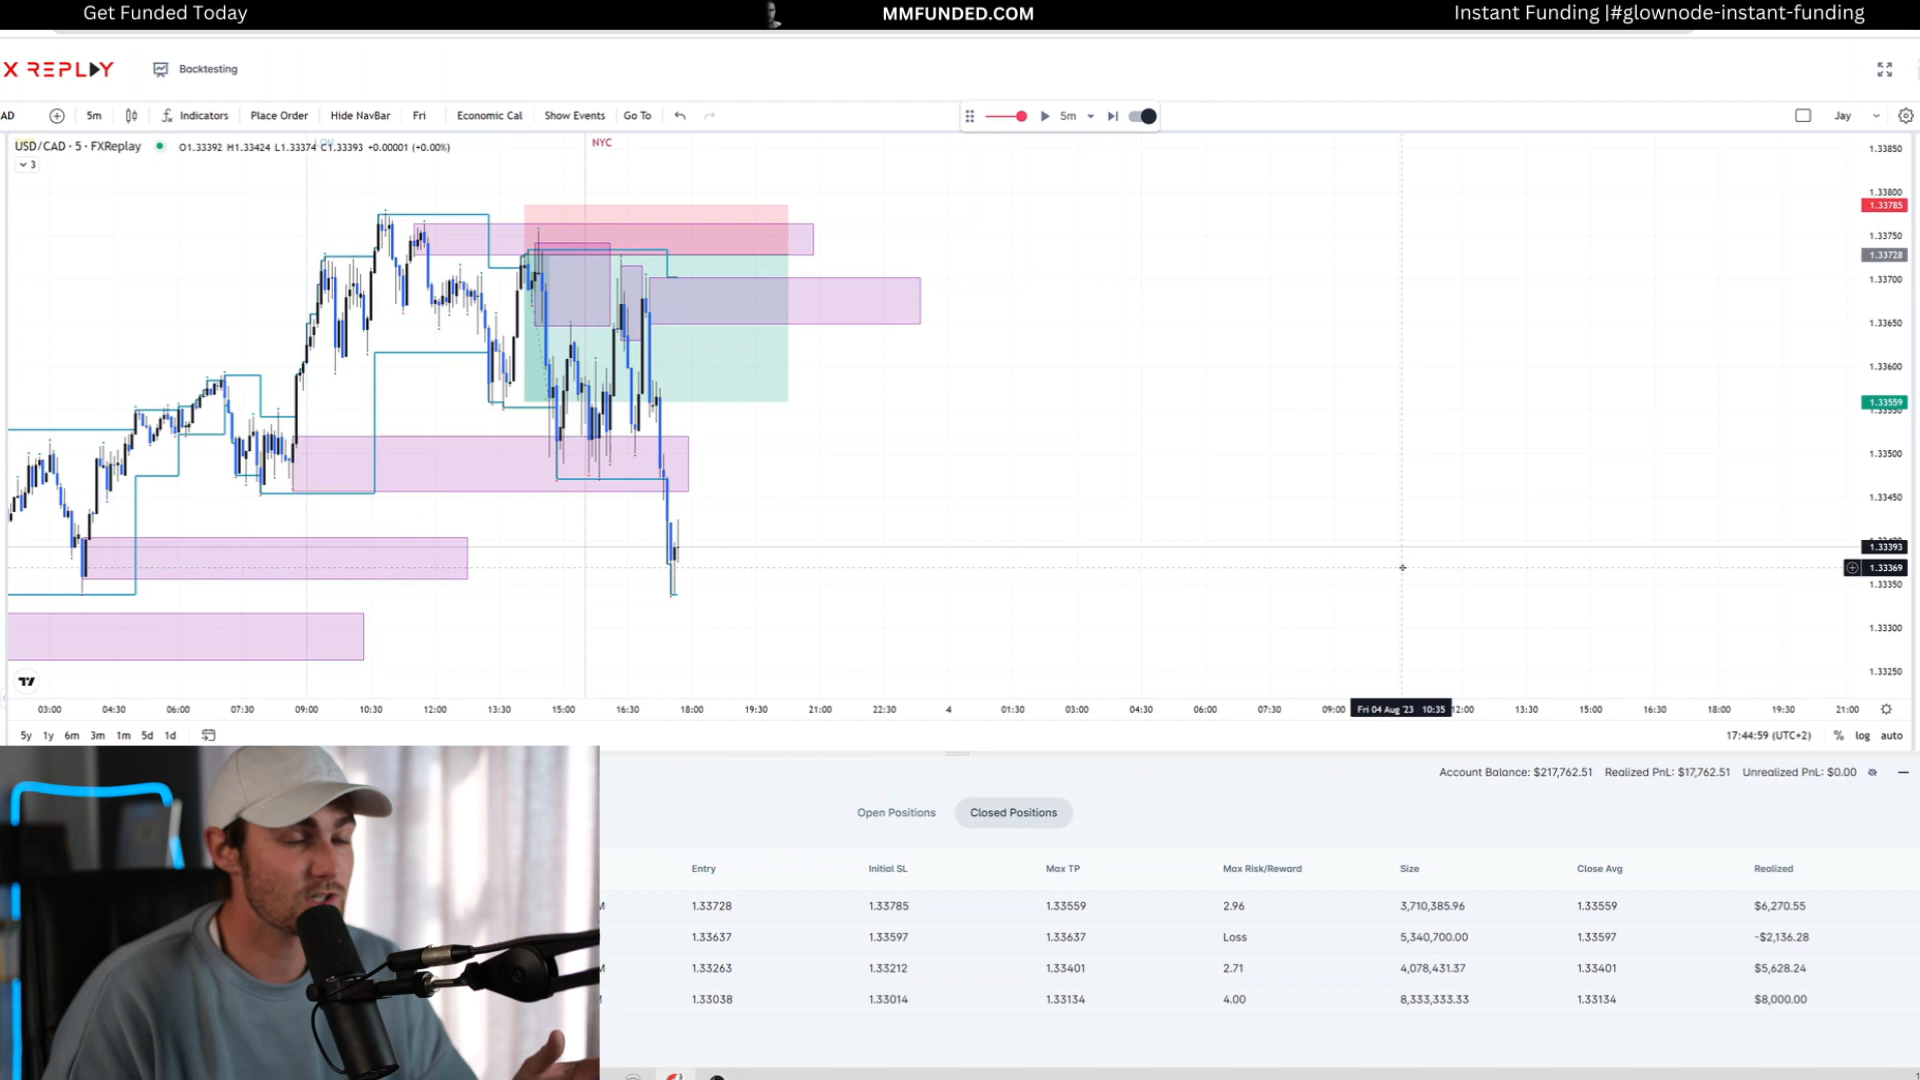 Get Funded Today
MMFUNDED.COM
Instant Funding |#glownode-instant-funding
X REPLAY
Backtesting
AD
5m
Indicators
Place Order
Hide NavBar
Fri
Economic Cal
Show Events
Go To
5m
Jay
USD/CAD · 5 · FXReplay
O1.33392 H1.33424 L1.33374 C1.33393 +0.00001 (+0.00%)
3
NYC
1.33850
1.33800
1.33785
1.33750
1.33728
1.33700
1.33650
1.33600
1.33559
1.33550
1.33500
1.33450
1.33393
1.33369
1.33350
1.33300
1.33250
03:00 04:30 06:00 07:30 09:00 10:30 12:00 13:30 15:00 16:30 18:00 19:30 21:00 22:30 4 01:30 03:00 04:30 06:00 07:30 09:00 Fri 04 Aug '23 10:35 12:00 13:30 15:00 16:30 18:00 19:30 21:00
5y 1y 6m 3m 1m 5d 1d
17:44:59 (UTC+2) % log auto
Account Balance: $217,762.51 Realized PnL: $17,762.51 Unrealized PnL: $0.00
Open Positions Closed Positions
Entry Initial SL Max TP Max Risk/Reward Size Close Avg Realized
1.33728 1.33785 1.33559 2.96 3,710,385.96 1.33559 $6,270.55
1.33637 1.33597 1.33637 Loss 5,340,700.00 1.33597 -$2,136.28
1.33263 1.33212 1.33401 2.71 4,078,431.37 1.33401 $5,628.24
1.33038 1.33014 1.33134 4.00 8,333,333.33 1.33134 $8,000.00